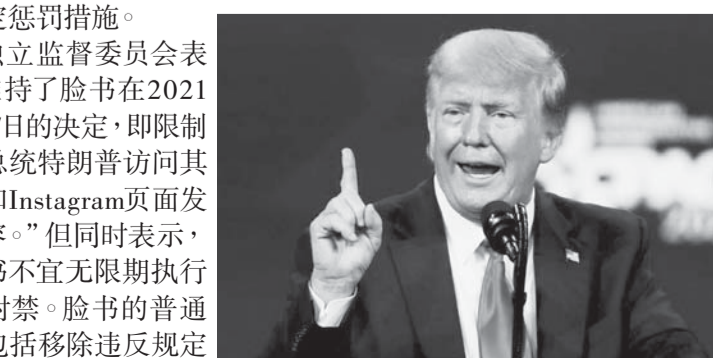 定惩罚措施。
独立监督委员会表
持了脸书在2021
日的决定，即限制
总统特朗普访问其
和Instagram页面发
。”但同时表示，
书不宜无限期执行
封禁。脸书的普通
包括移除违反规定